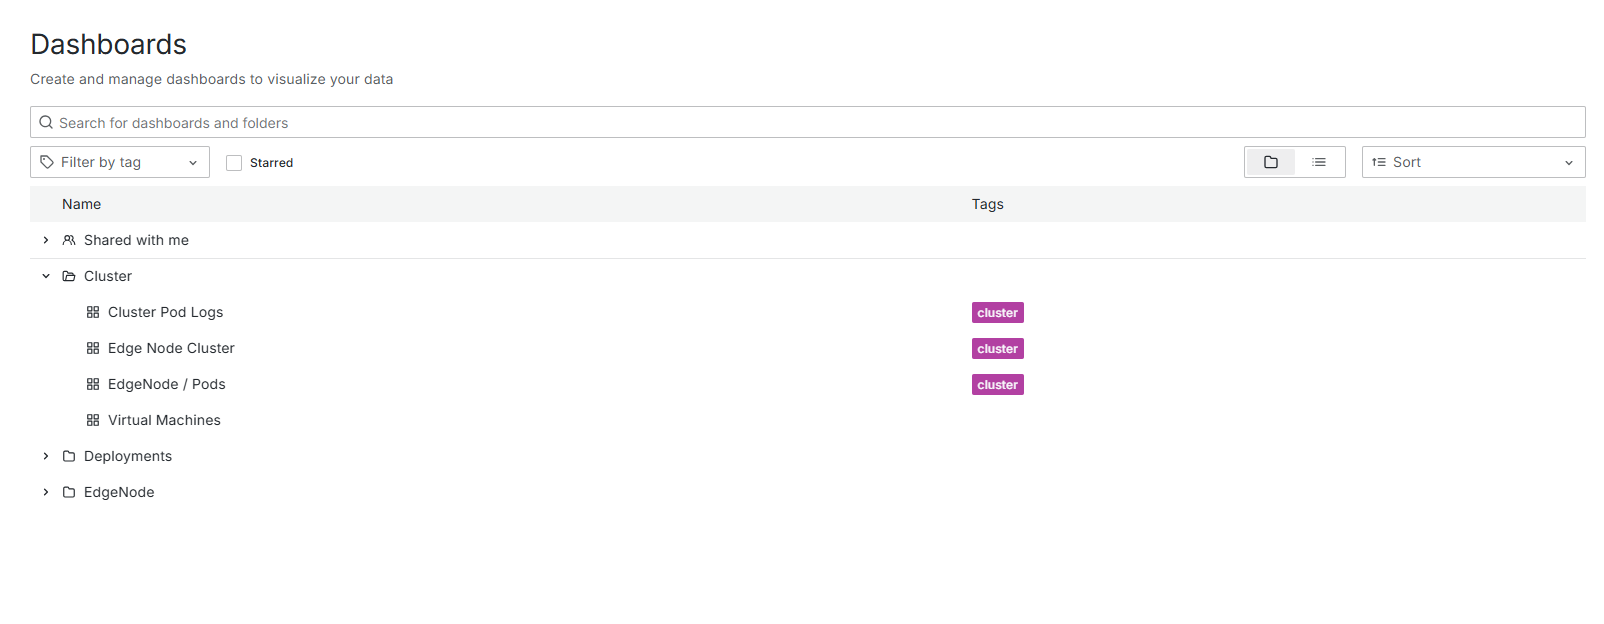 Dashboards
Create and manage dashboards to visualize your data
Search for dashboards and folders
Filter by tag Starred Sort
Name Tags
Shared with me
Cluster
Cluster Pod Logs cluster
Edge Node Cluster cluster
EdgeNode / Pods cluster
Virtual Machines
Deployments
EdgeNode